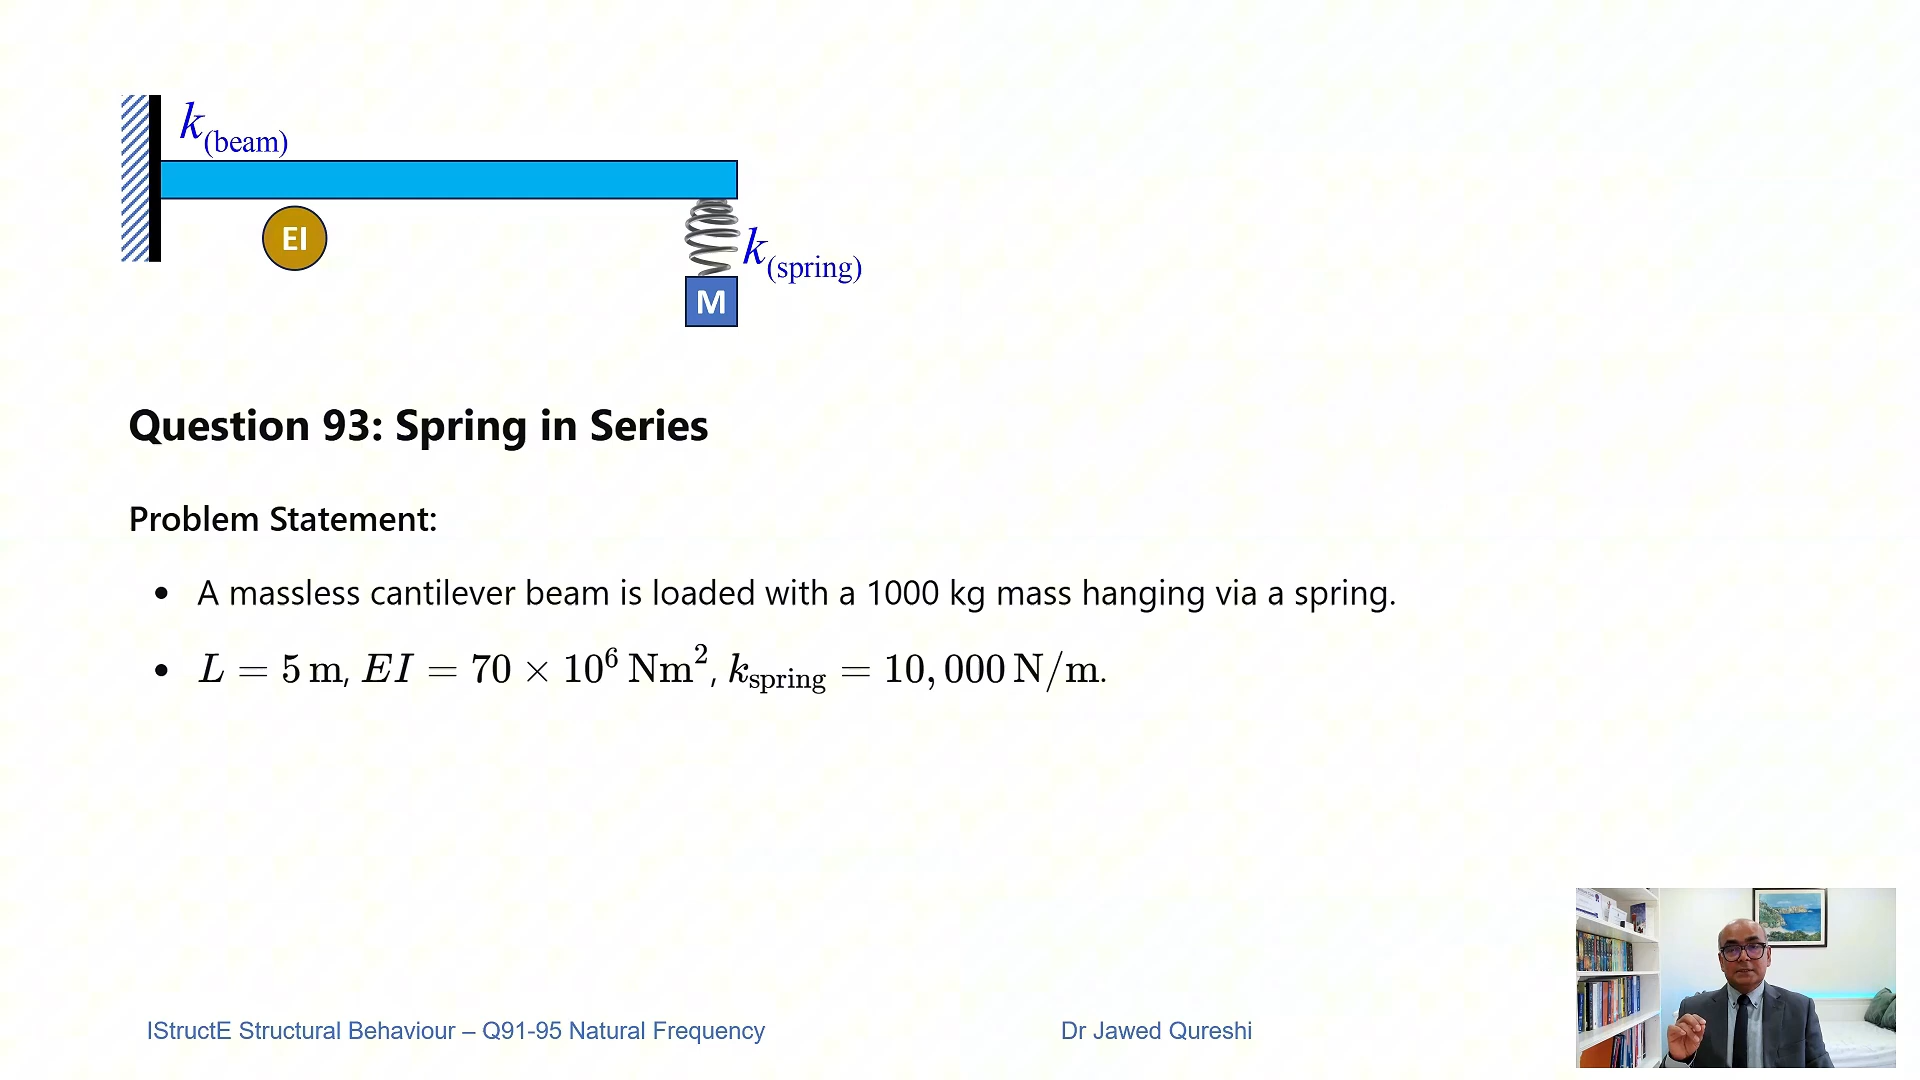 k(beam)
EI
k(spring)
M
Question 93: Spring in Series
Problem Statement:
• A massless cantilever beam is loaded with a 1000 kg mass hanging via a spring.
• L = 5 m, EI = 70 × 10⁶ Nm², kspring = 10,000 N/m.
IStructE Structural Behaviour – Q91-95 Natural Frequency
Dr Jawed Qureshi